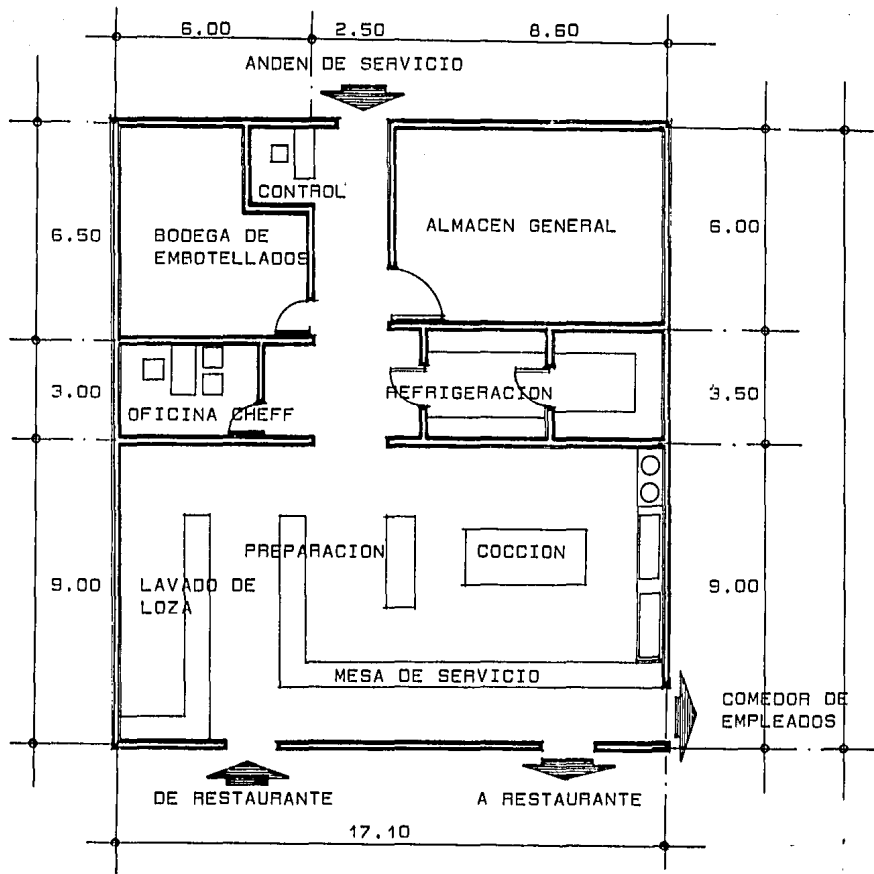 6.00 2.50 8.60
ANDEN DE SERVICIO
CONTROL
6.50
BODEGA DE
EMBOTELLADOS
ALMACEN GENERAL
6.00
3.00
OFICINA CHEFF
REFRIGERACION
3.50
PREPARACION
COCCION
9.00
LAVADO DE
LOZA
9.00
MESA DE SERVICIO
COMEDOR DE
EMPLEADOS
DE RESTAURANTE
A RESTAURANTE
17.10